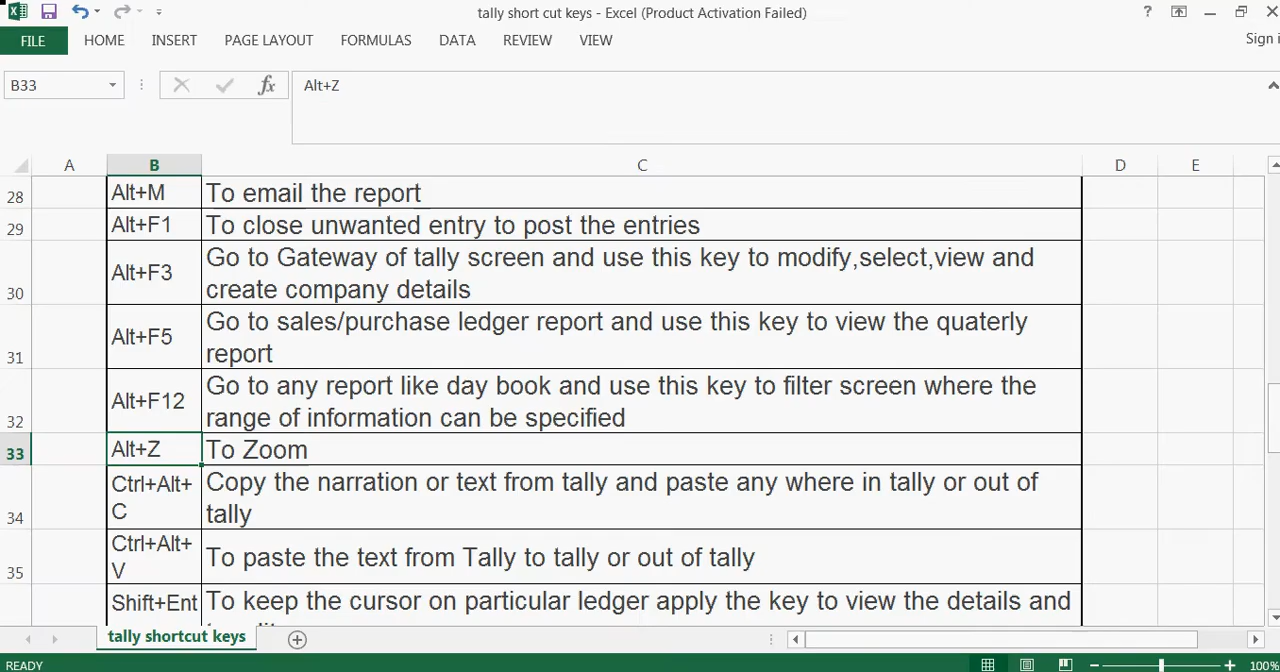 tally short cut keys - Excel (Product Activation Failed)
?
FILE HOME INSERT PAGE LAYOUT FORMULAS DATA REVIEW VIEW
Sign i
B33 fx Alt+Z
A B C D E
28 Alt+M To email the report
29 Alt+F1 To close unwanted entry to post the entries
30 Alt+F3 Go to Gateway of tally screen and use this key to modify,select,view and
create company details
31 Alt+F5 Go to sales/purchase ledger report and use this key to view the quaterly
report
32 Alt+F12 Go to any report like day book and use this key to filter screen where the
range of information can be specified
33 Alt+Z To Zoom
34 Ctrl+Alt+ Copy the narration or text from tally and paste any where in tally or out of
C tally
35 Ctrl+Alt+ To paste the text from Tally to tally or out of tally
V
Shift+Ent To keep the cursor on particular ledger apply the key to view the details and
tally shortcut keys
READY
100%